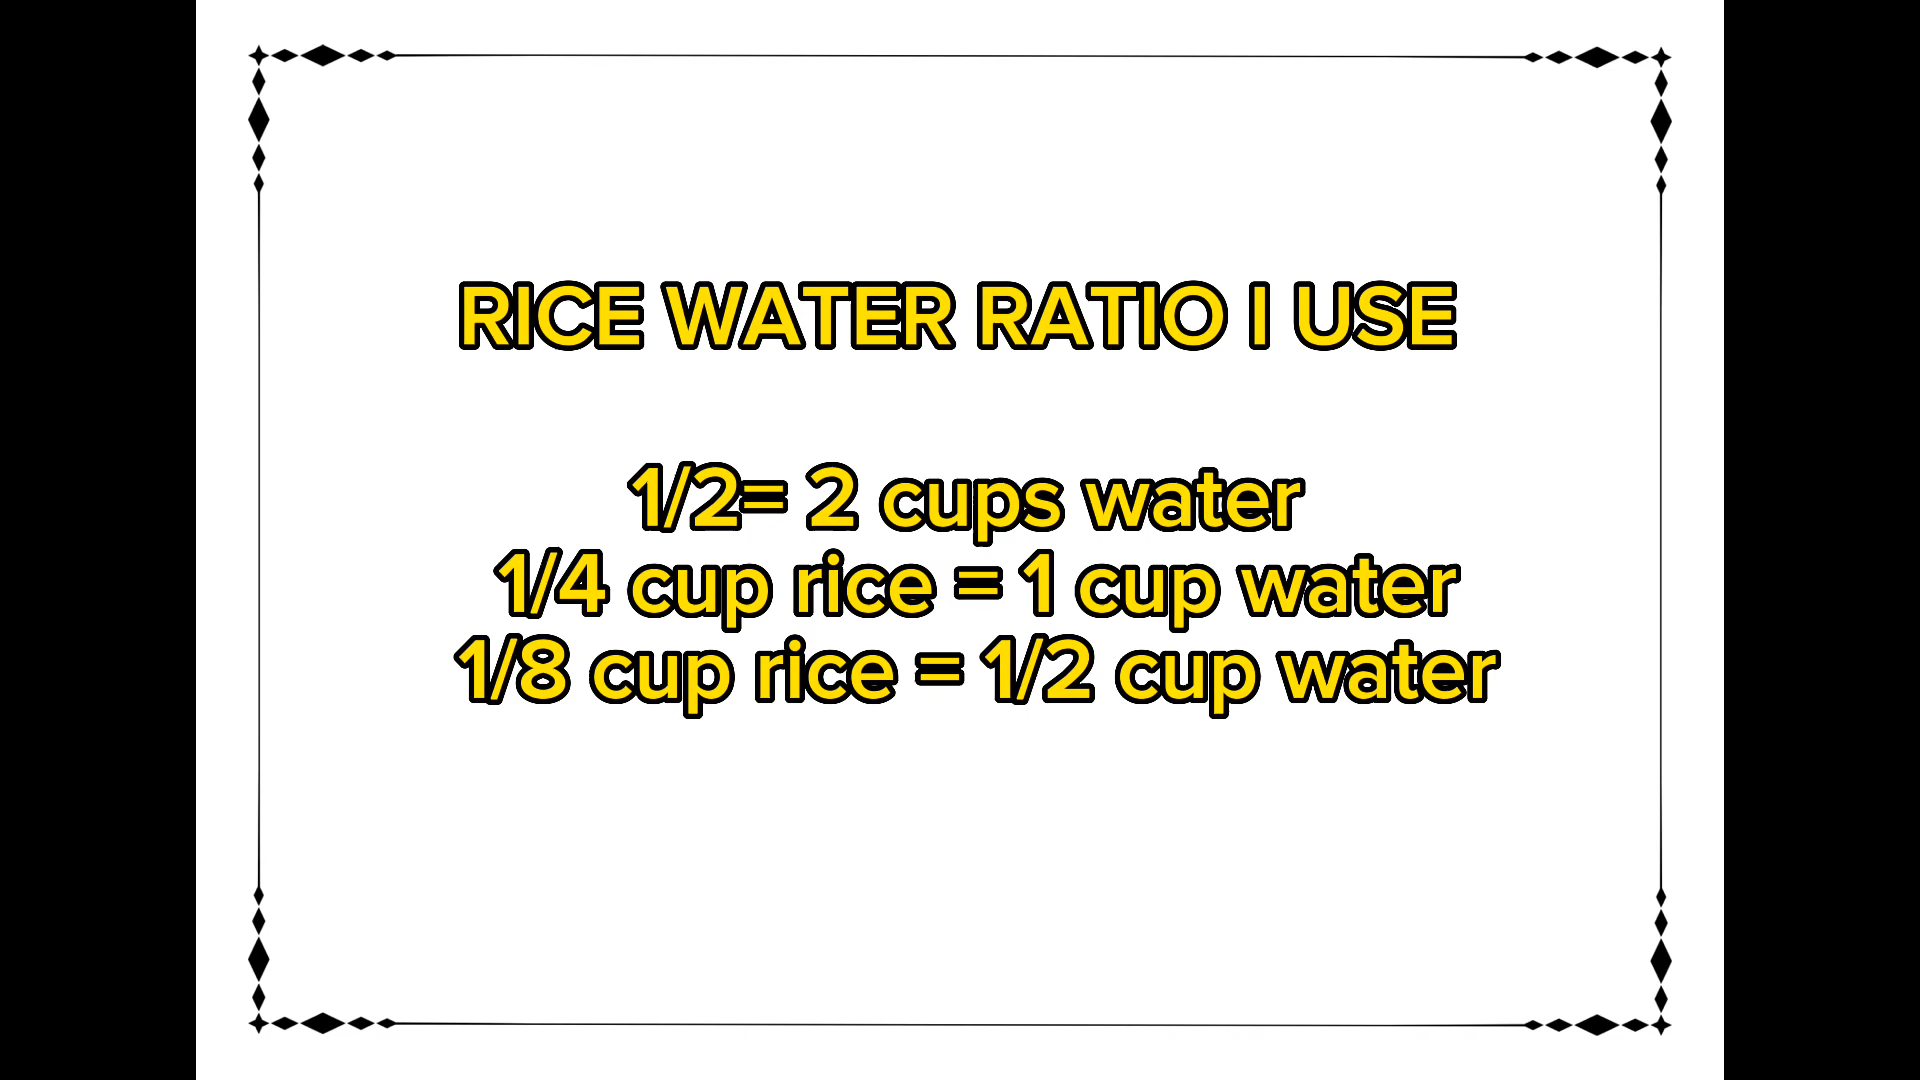 RICE WATER RATIO I USE
1/2= 2 cups water
1/4 cup rice = 1 cup water
1/8 cup rice = 1/2 cup water